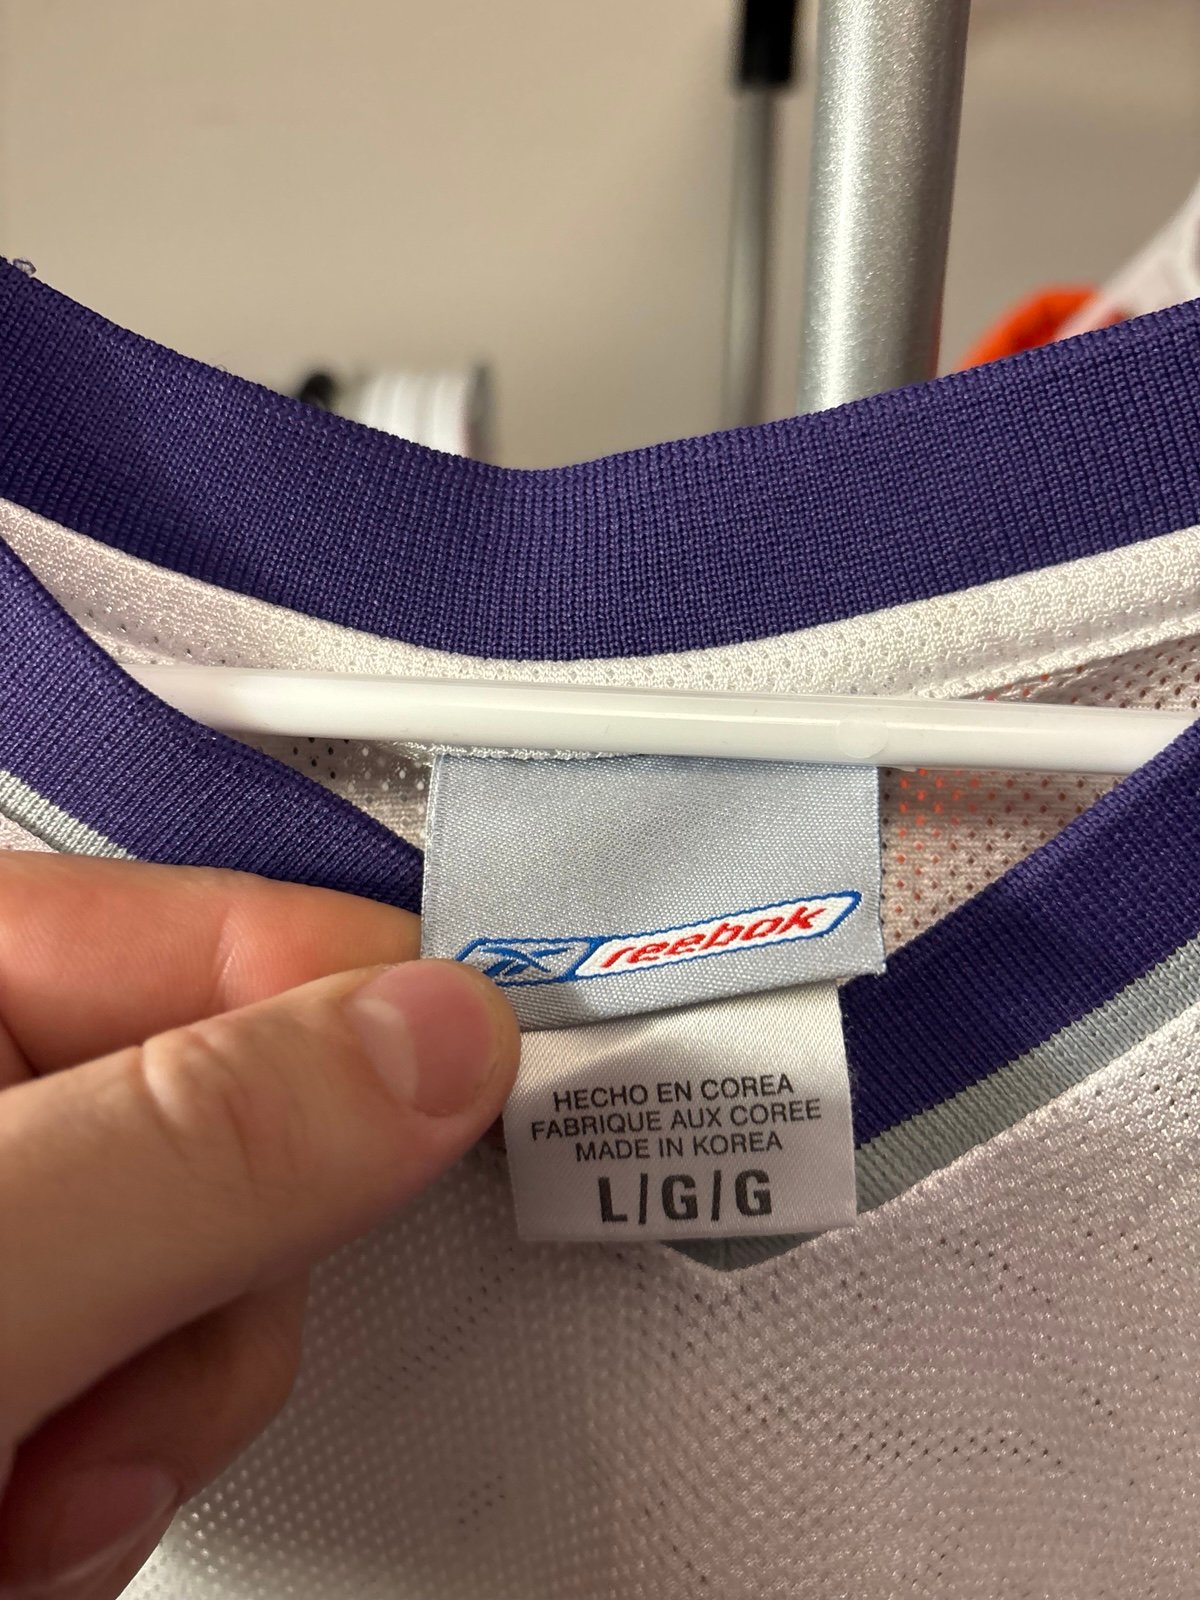 reebok
HECHO EN COREA
FABRIQUE AUX COREE
MADE IN KOREA
L/G/G